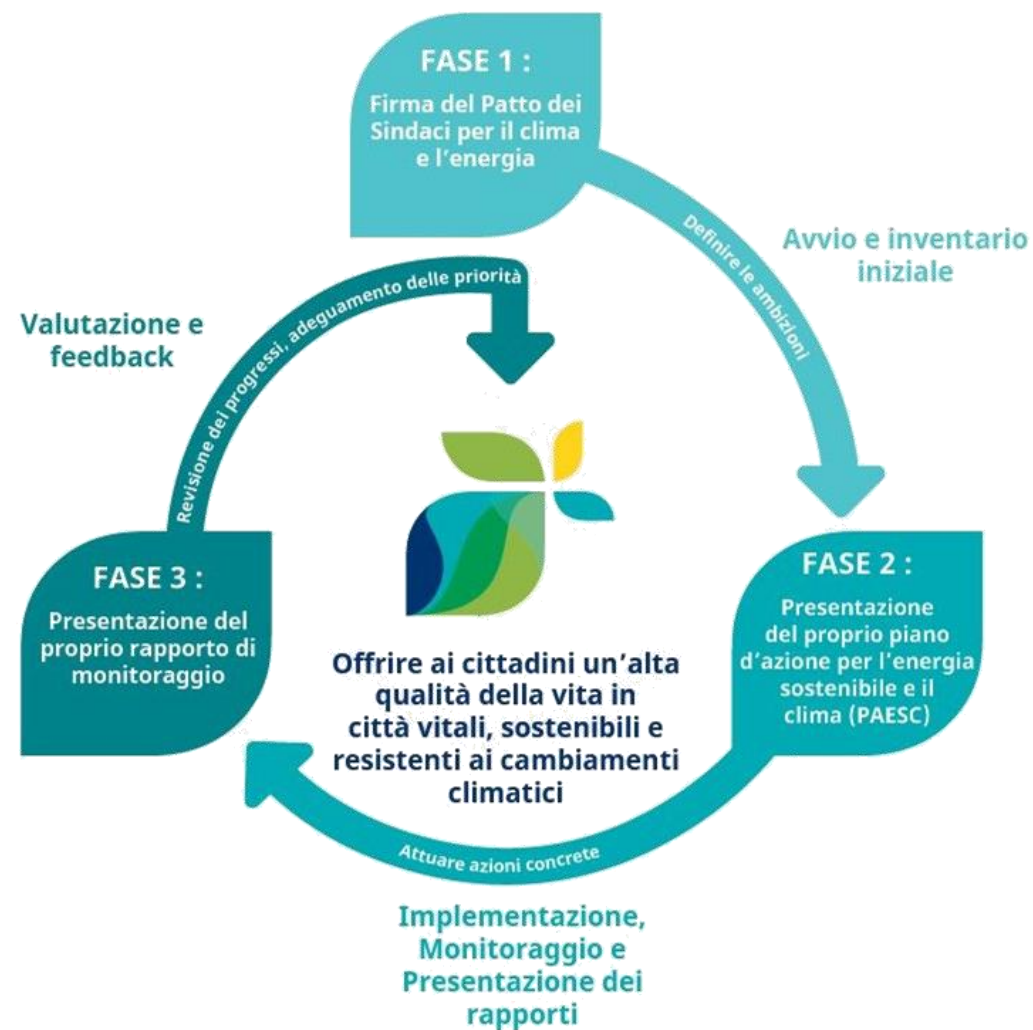 FASE 1 :
Firma del Patto dei
Sindaci per il clima
e l'energia
Definire le ambizioni
Avvio e inventario
iniziale
FASE 2 :
Presentazione
del proprio piano
d'azione per l'energia
sostenibile e il
clima (PAESC)
Attuare azioni concrete
Implementazione,
Monitoraggio e
Presentazione dei
rapporti
FASE 3 :
Presentazione del
proprio rapporto di
monitoraggio
Revisione dei progressi, adeguamento delle priorità
Valutazione e
feedback
Offrire ai cittadini un'alta
qualità della vita in
città vitali, sostenibili e
resistenti ai cambiamenti
climatici